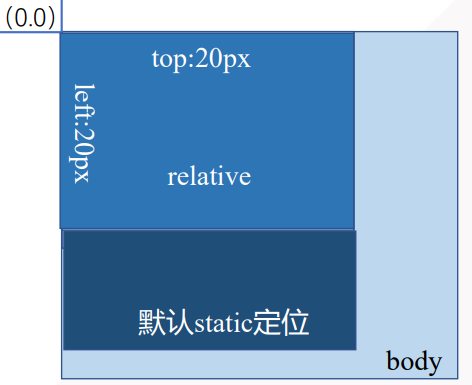 (0.0)
top:20px
left:20px
relative
默认static定位
body